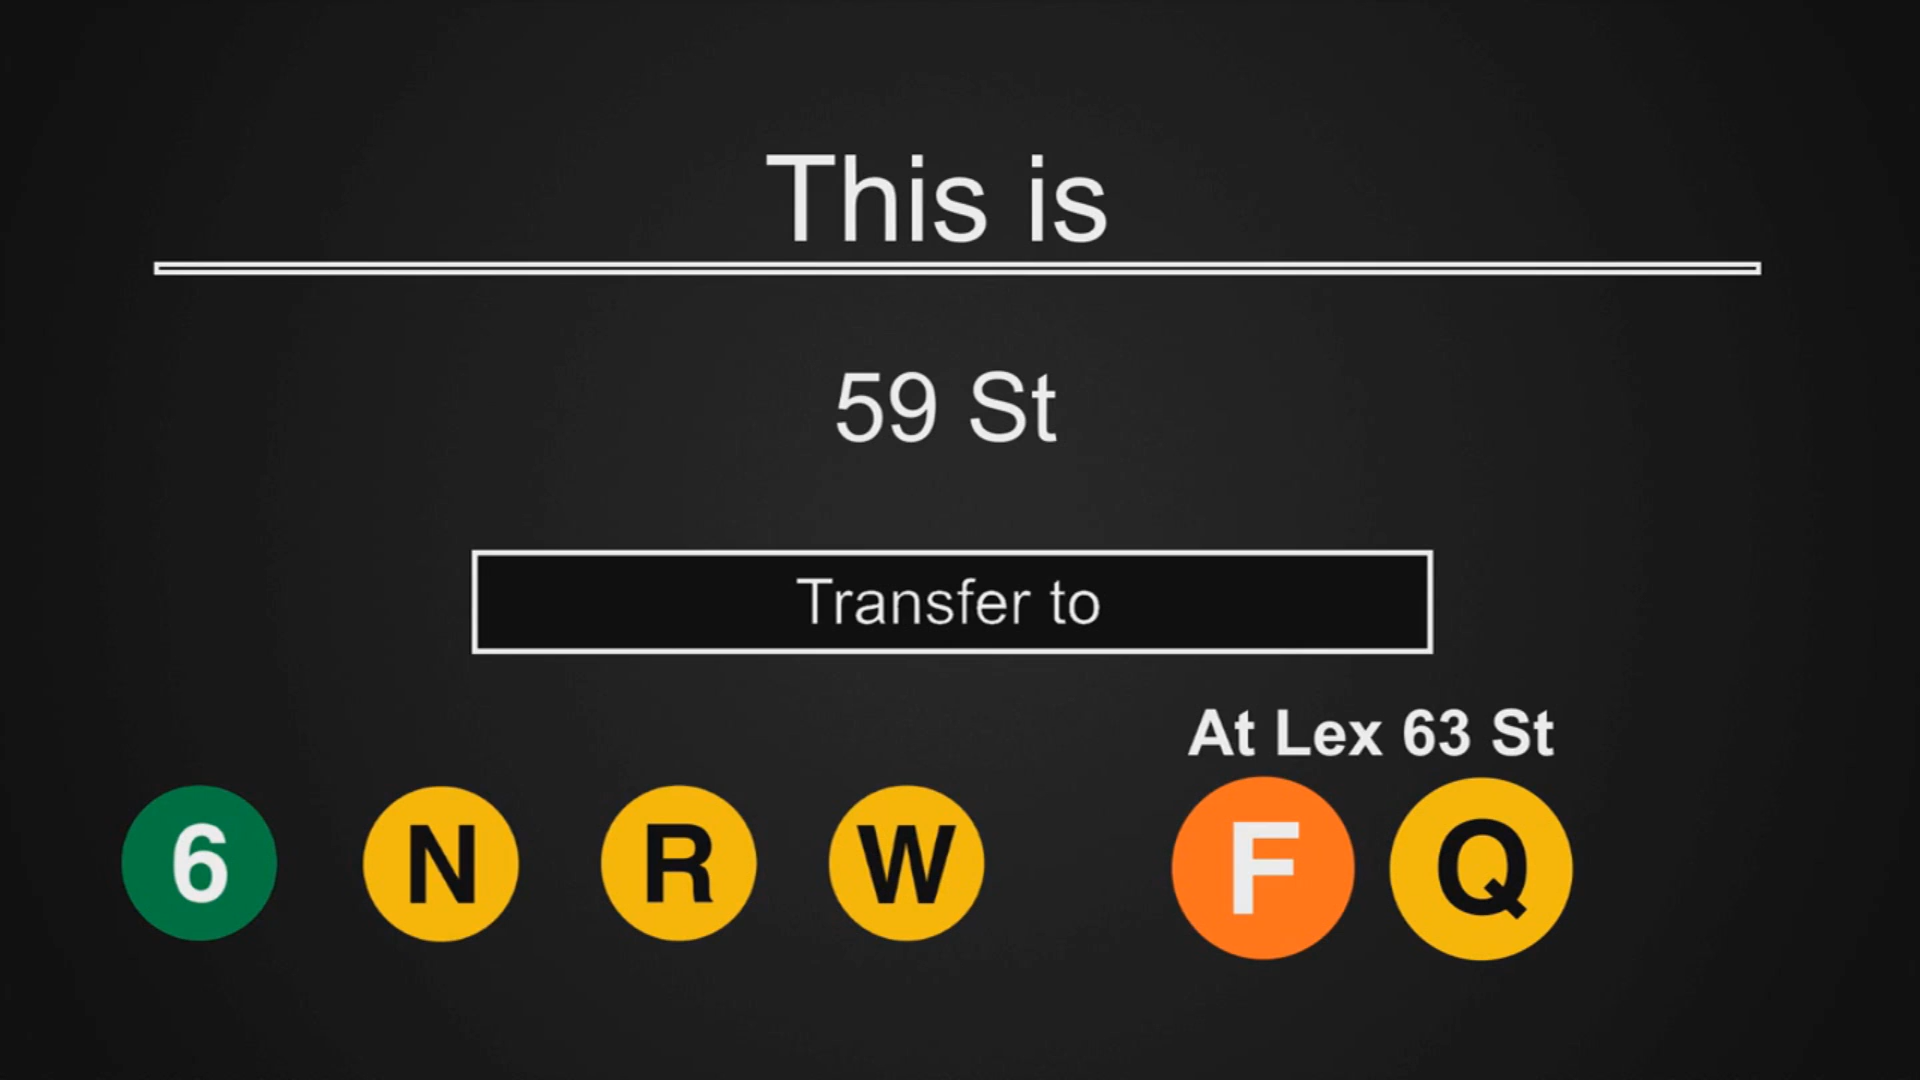 This is
59 St
Transfer to
At Lex 63 St
6 N R W F Q